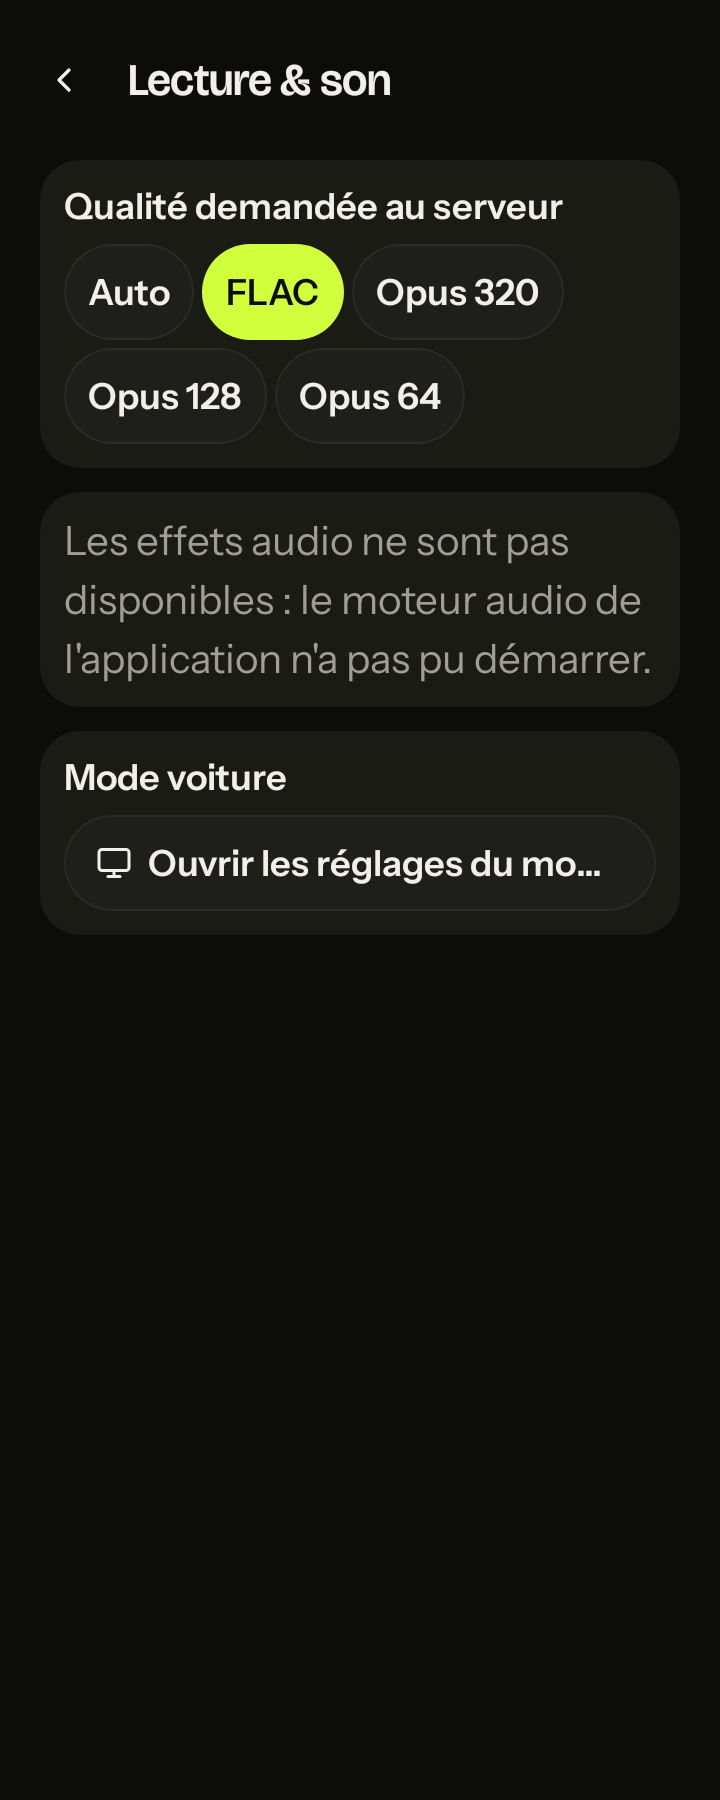 Lecture & son
Qualité demandée au serveur
Auto
FLAC
Opus 320
Opus 128
Opus 64
Les effets audio ne sont pas
disponibles : le moteur audio de
l'application n'a pas pu démarrer.
Mode voiture
Ouvrir les réglages du mo...